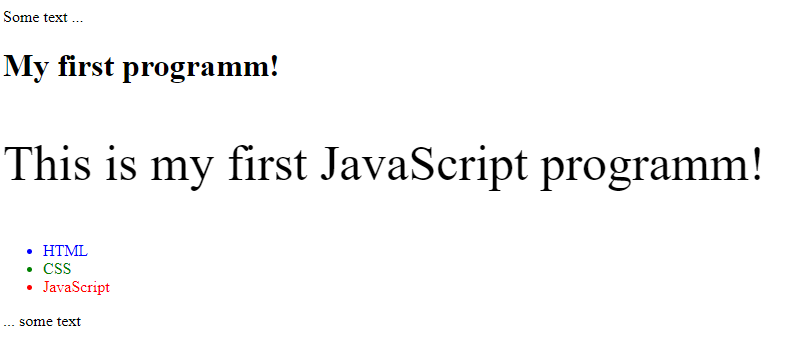 Some text ...
My first programm!
This is my first JavaScript programm!
HTML
CSS
JavaScript
... some text